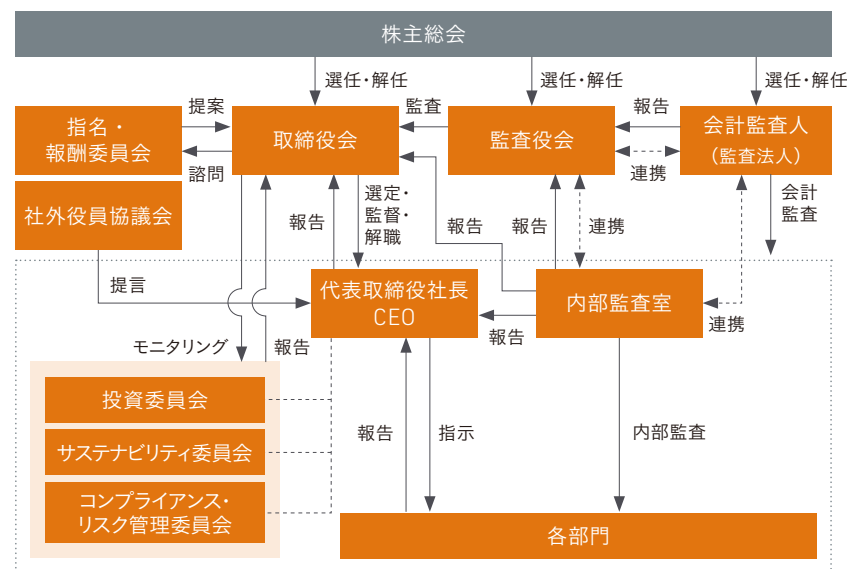 株主総会
選任・解任
選任・解任
選任・解任
指名・
報酬委員会
提案
諮問
取締役会
監査
監査役会
報告
連携
会計監査人
（監査法人）
社外役員協議会
報告
選定・
監督・
解職
報告
報告
連携
会計
監査
提言
代表取締役社長
CEO
報告
内部監査室
連携
モニタリング
報告
投資委員会
サステナビリティ委員会
コンプライアンス・
リスク管理委員会
報告
指示
内部監査
各部門